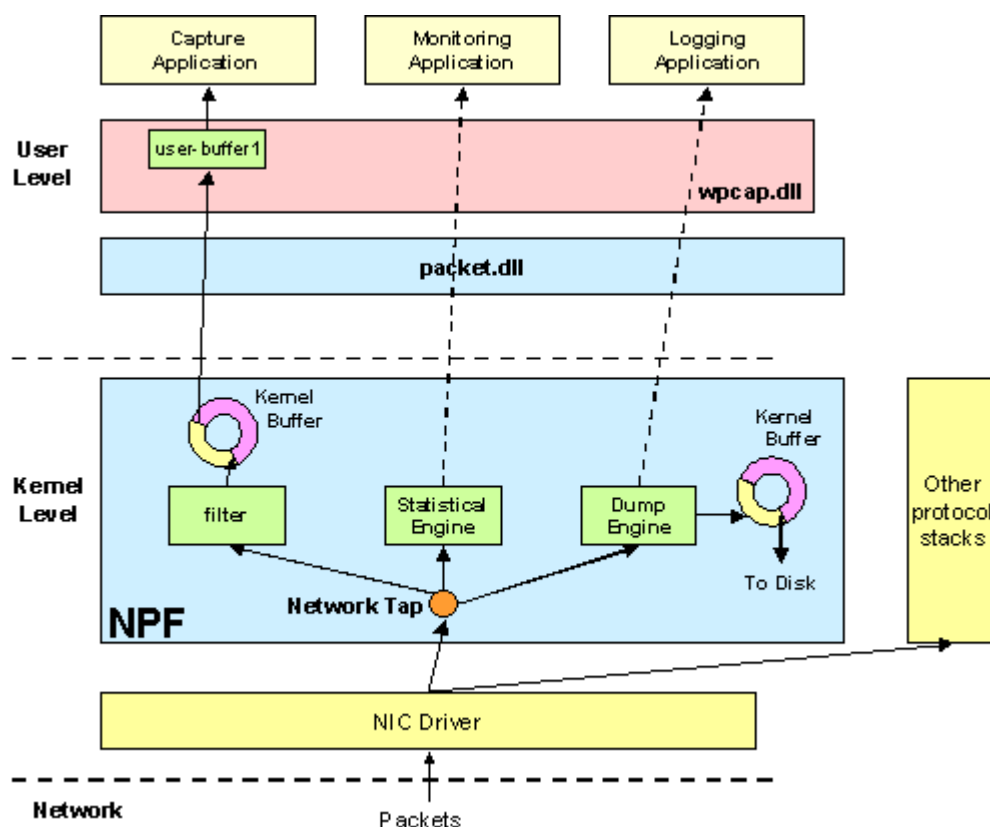 Capture
Application
Monitoring
Application
Logging
Application
User
Level
user-buffer1
wpcap.dll
packet.dll
Kernel
Buffer
Kernel
Buffer
Kernel
Level
filter
Statistical
Engine
Dump
Engine
Other
protocol
stacks
To Disk
Network Tap
NPF
NIC Driver
Network
Packets